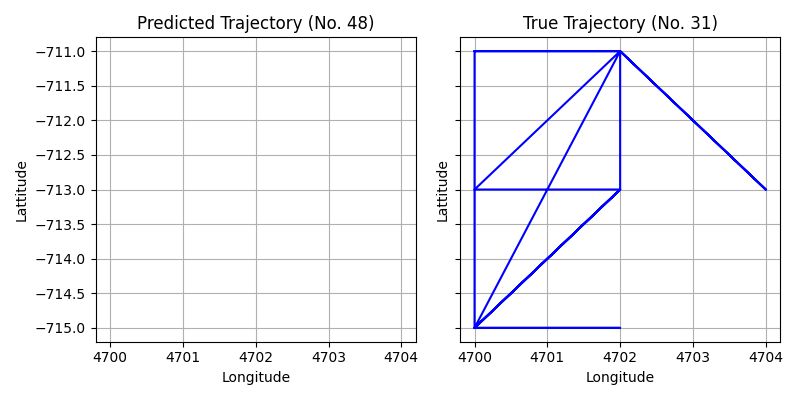 Predicted Trajectory (No. 48)
True Trajectory (No. 31)
−711.0
−711.5
−712.0
−712.5
−713.0
−713.5
−714.0
−714.5
−715.0
Lattitude
Lattitude
4700 4701 4702 4703 4704
4700 4701 4702 4703 4704
Longitude
Longitude